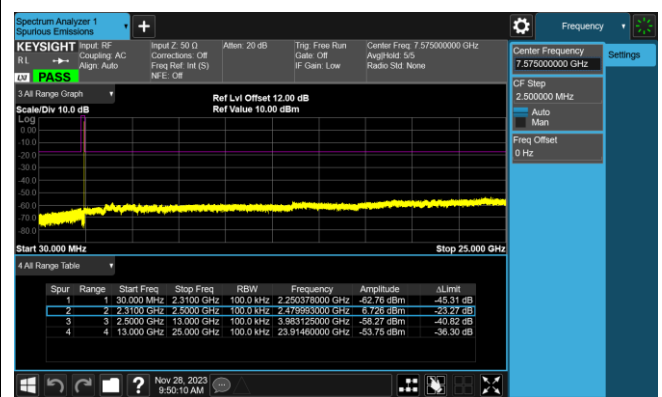 Spectrum Analyzer 1
Spurious Emissions
Frequency
KEYSIGHT Input: RF Input Z: 50 Ω Atten: 20 dB Trig: Free Run Center Freq: 7.575000000 GHz
RL Coupling: AC Corrections: Off Gate: Off Avg|Hold: 5/5
Align: Auto Freq Ref: Int (S) IF Gain: Low Radio Std: None
LXI PASS NFE: Off
Center Frequency
7.575000000 GHz
Settings
CF Step
2.500000 MHz
Auto
Man
Freq Offset
0 Hz
3 All Range Graph
Ref Lvl Offset 12.00 dB
Scale/Div 10.0 dB Ref Value 10.00 dBm
Log
0.00
-10.0
-20.0
-30.0
-40.0
-50.0
-60.0
-70.0
-80.0
Start 30.000 MHz Stop 25.000 GHz
4 All Range Table
Spur Range Start Freq Stop Freq RBW Frequency Amplitude ΔLimit
1 1 30.000 MHz 2.3100 GHz 100.0 kHz 2.250378000 GHz -62.76 dBm -45.31 dB
2 2 2.3100 GHz 2.5000 GHz 100.0 kHz 2.479993000 GHz 6.726 dBm -23.27 dB
3 3 2.5000 GHz 13.000 GHz 100.0 kHz 3.983125000 GHz -58.27 dBm -40.82 dB
4 4 13.000 GHz 25.000 GHz 100.0 kHz 23.91460000 GHz -53.75 dBm -36.30 dB
Nov 28, 2023
9:50:10 AM